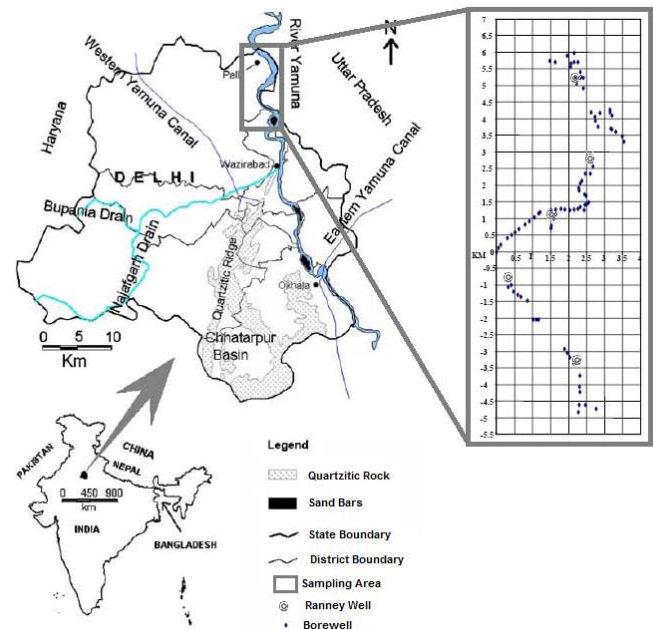 N
River Yamuna
Uttar Pradesh
Western Yamuna Canal
Haryana
Wazirabad
DELHI
Eastern Yamuna Canal
Bupania Drain
Najafgarh Drain
Quartzitic Ridge
Okhala
0 5 10
Km
Chhatarpur
Basin
7
6.5
6
5.5
5
4.5
4
3.5
3
2.5
2
1.5
1
0.5
KM 0 0.5 1 1.5 2 2.5 3 3.5 4
-0.5
-1
-1.5
-2
-2.5
-3
-3.5
-4
-4.5
-5
-5.5
PAKISTAN
CHINA
NEPAL
0 450 900
km
INDIA
BANGLADESH
Legend
Quartzitic Rock
Sand Bars
State Boundary
District Boundary
Sampling Area
Ranney Well
Borewell